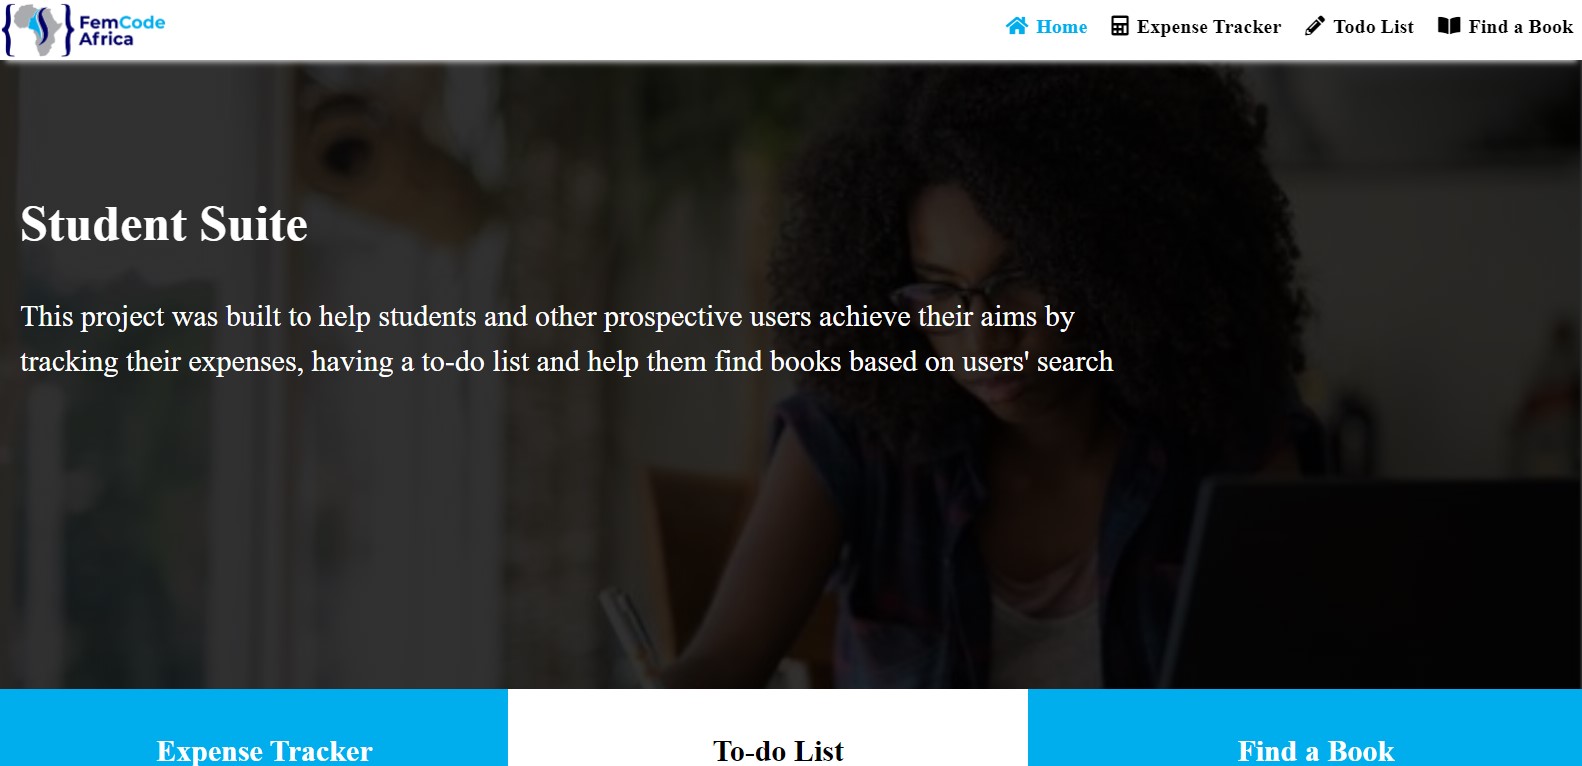 FemCode
Africa
Home
Expense Tracker
Todo List
Find a Book
Student Suite
This project was built to help students and other prospective users achieve their aims by
tracking their expenses, having a to-do list and help them find books based on users' search
Expense Tracker
To-do List
Find a Book